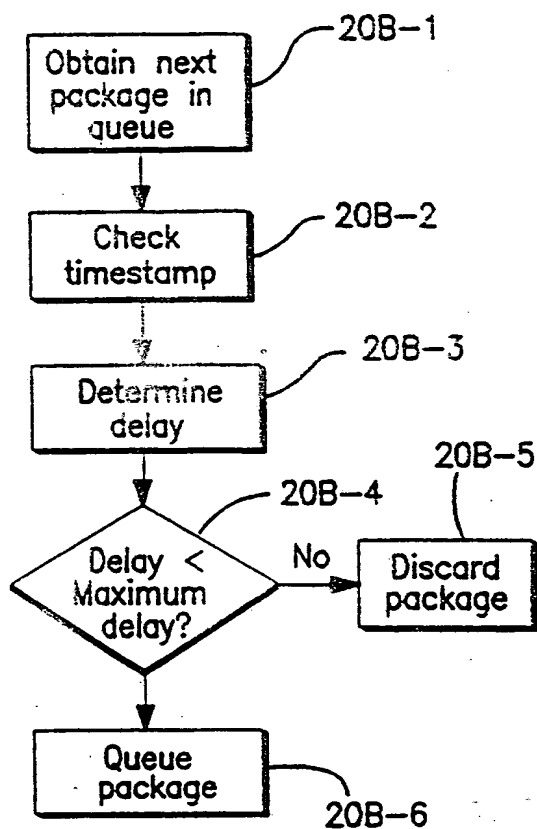 20B-1
Obtain next
package in
queue
20B-2
Check
timestamp
20B-3
Determine
delay
20B-5
20B-4
Delay <
Maximum
delay?
No
Discard
package
Queue
package
20B-6